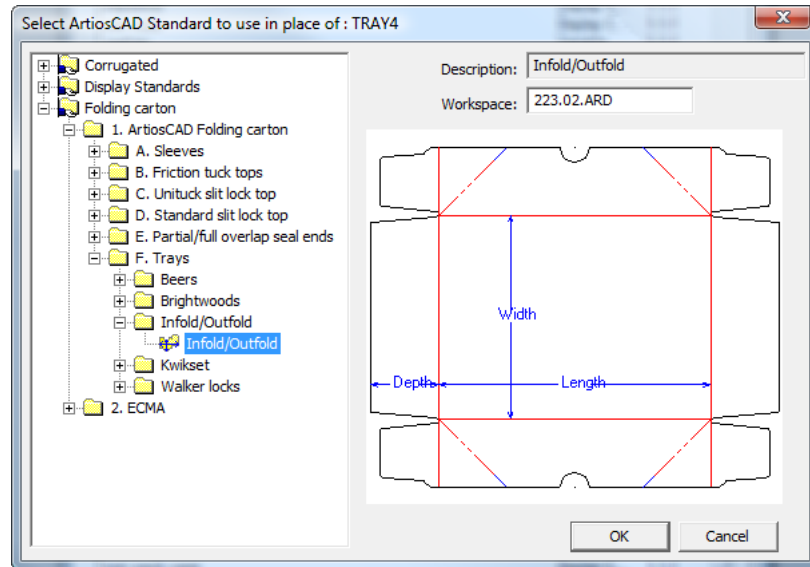 Select ArtiosCAD Standard to use in place of : TRAY4
Corrugated
Display Standards
Folding carton
1. ArtiosCAD Folding carton
A. Sleeves
B. Friction tuck tops
C. Unituck slit lock top
D. Standard slit lock top
E. Partial/full overlap seal ends
F. Trays
Beers
Brightwoods
Infold/Outfold
Infold/Outfold
Kwikset
Walker locks
2. ECMA
Description: Infold/Outfold
Workspace: 223.02.ARD
Width
Depth
Length
OK
Cancel